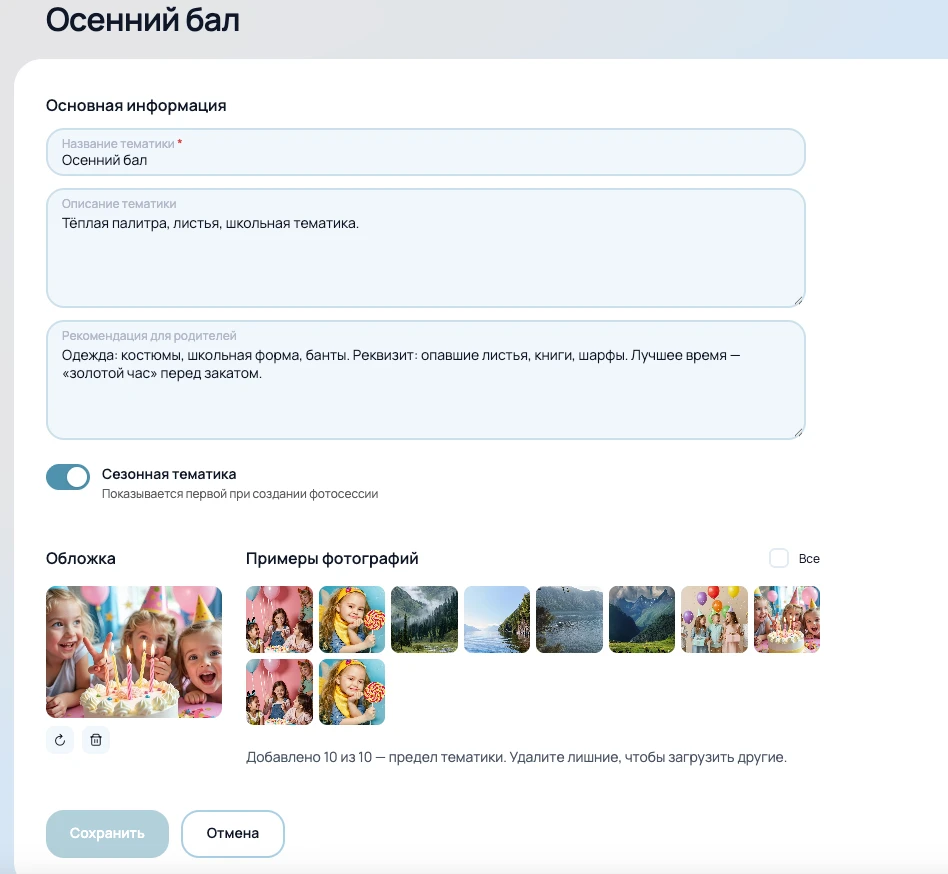 Осенний бал
Основная информация
Название тематики *
Осенний бал
Описание тематики
Тёплая палитра, листья, школьная тематика.
Рекомендация для родителей
Одежда: костюмы, школьная форма, банты. Реквизит: опавшие листья, книги, шарфы. Лучшее время —
«золотой час» перед закатом.
Сезонная тематика
Показывается первой при создании фотосессии
Обложка
Примеры фотографий
Все
Добавлено 10 из 10 — предел тематики. Удалите лишние, чтобы загрузить другие.
Сохранить
Отмена